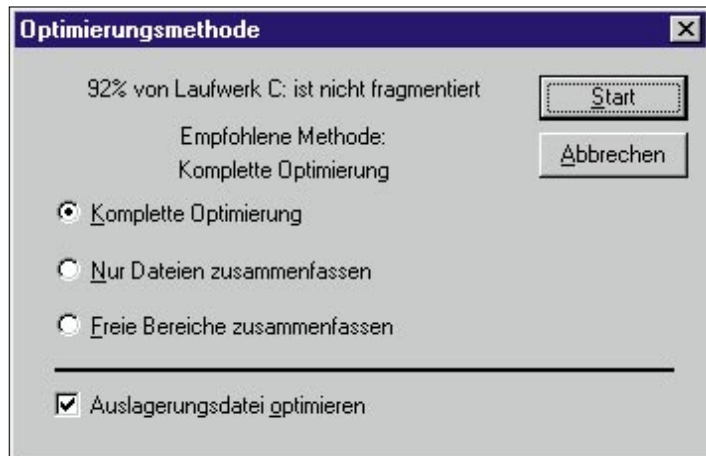 Optimierungsmethode
92% von Laufwerk C: ist nicht fragmentiert
Start
Empfohlene Methode:
Komplette Optimierung
Abbrechen
Komplette Optimierung
Nur Dateien zusammenfassen
Freie Bereiche zusammenfassen
Auslagerungsdatei optimieren